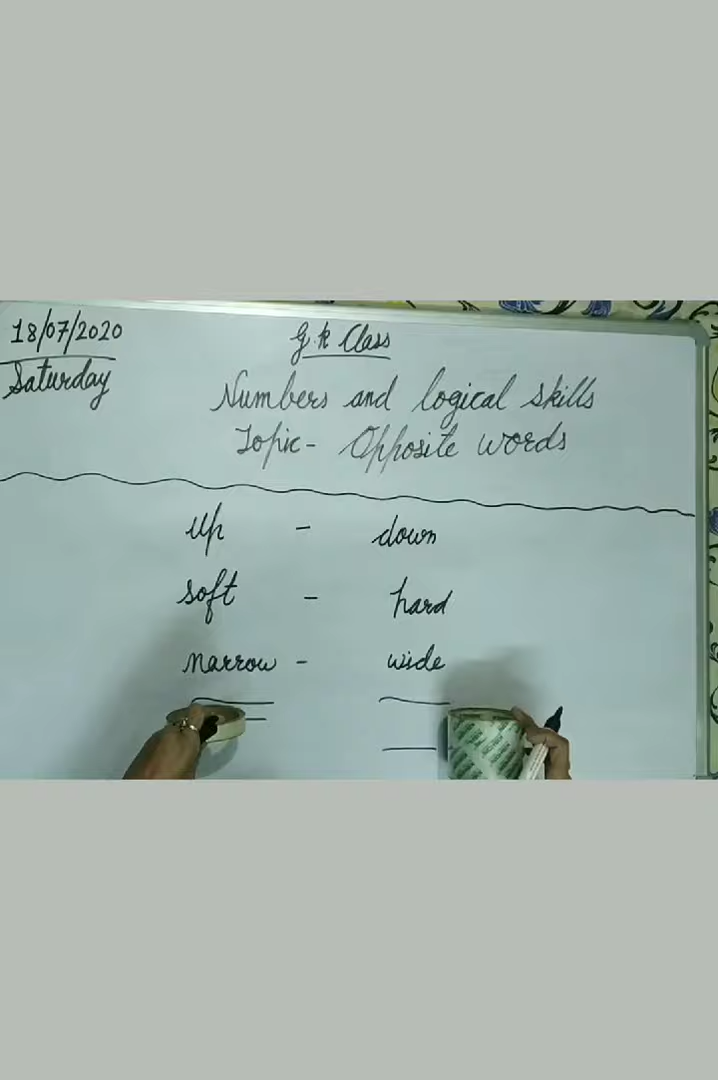 18/07/2020
Saturday
G.K Class
Numbers and logical skills
Topic- Opposite words
up - down
soft - hard
narrow - wide